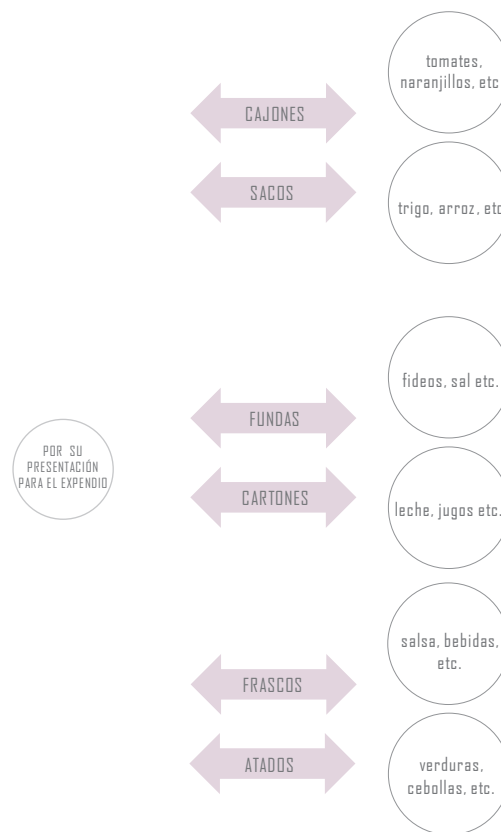 POR SU
PRESENTACIÓN
PARA EL EXPENDIO
CAJONES
tomates,
naranjillos, etc
SACOS
trigo, arroz, etc
FUNDAS
fideos, sal etc.
CARTONES
leche, jugos etc.
FRASCOS
salsa, bebidas,
etc.
ATADOS
verduras,
cebollas, etc.